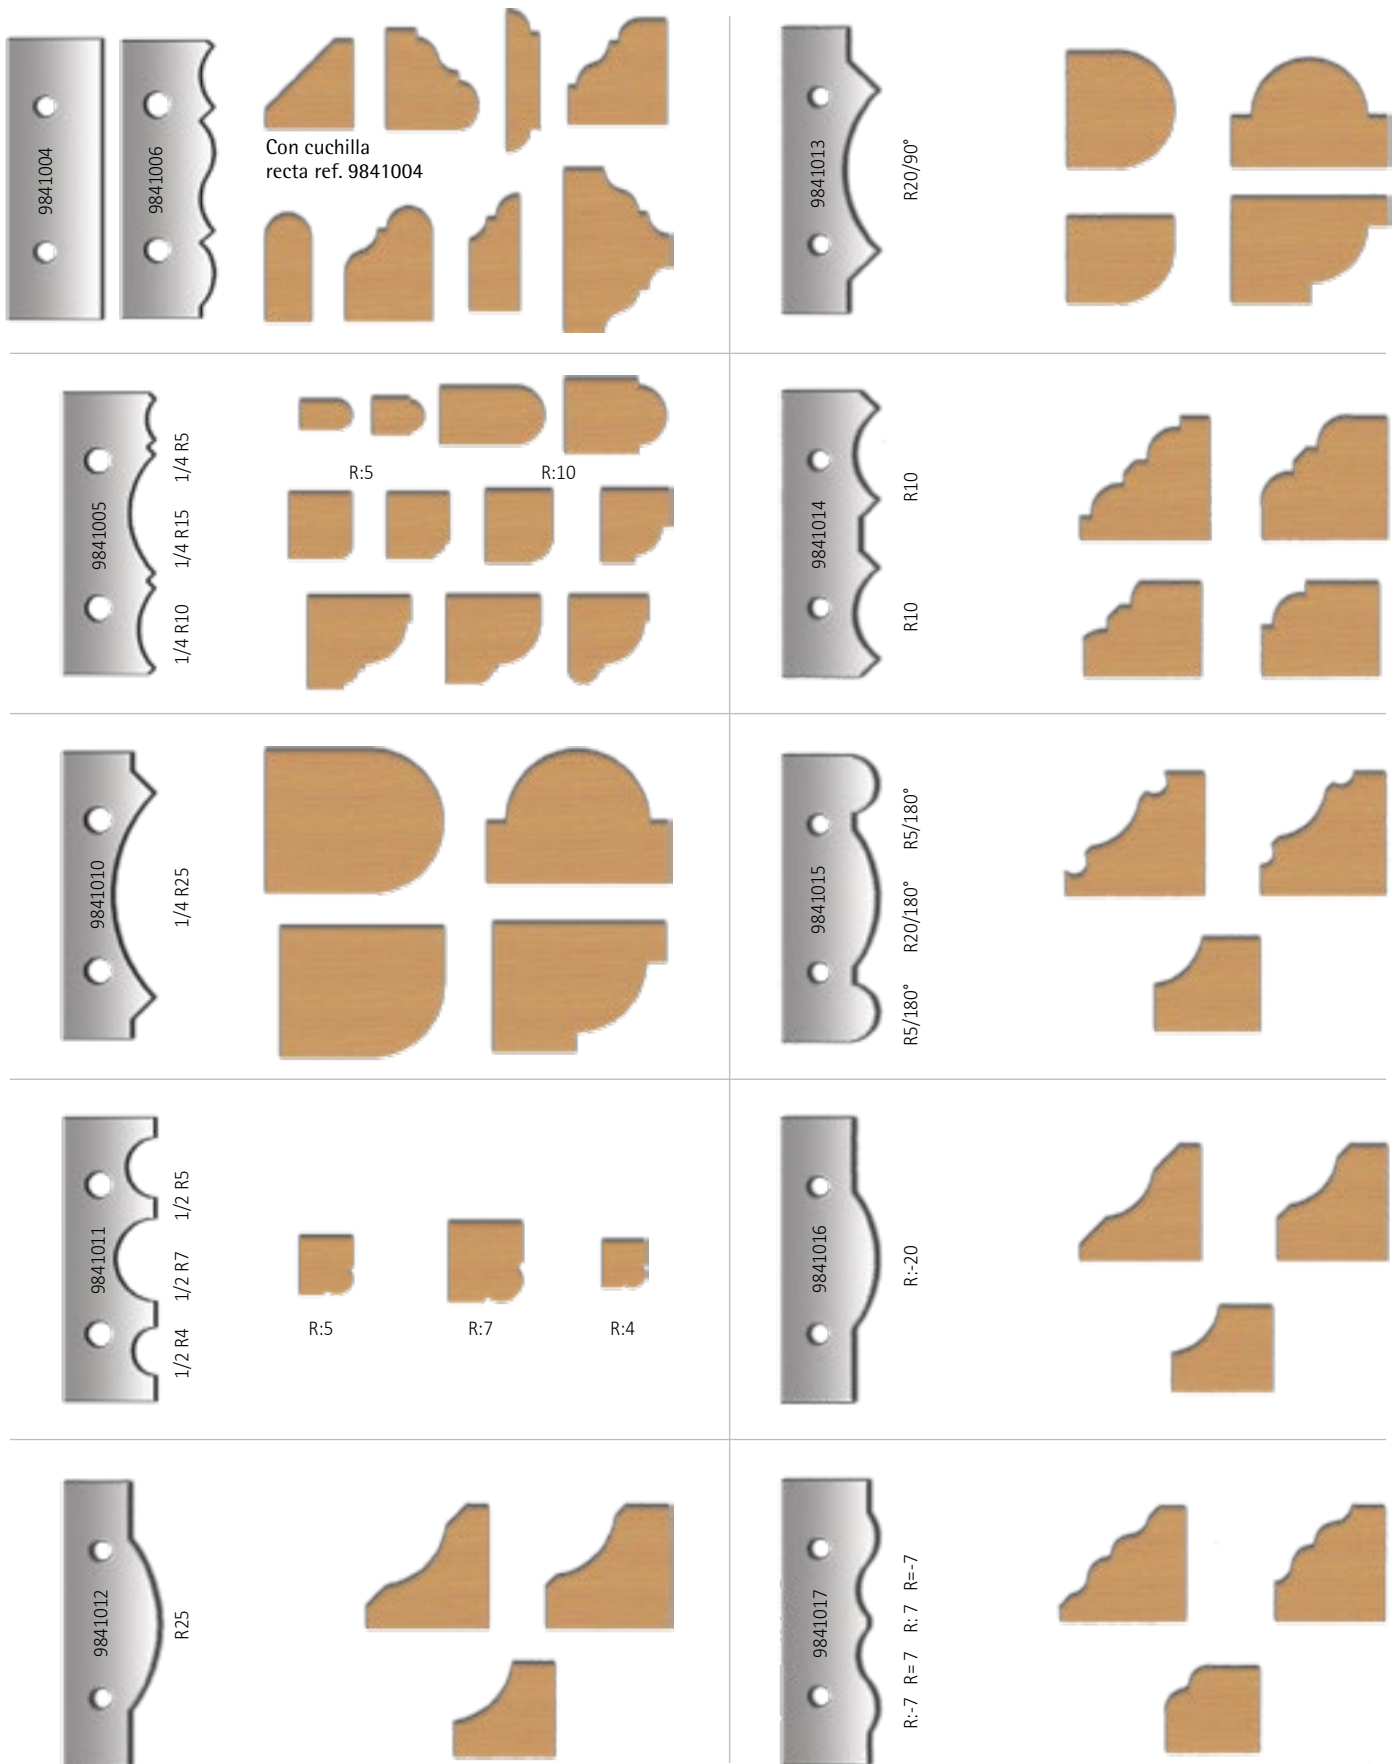 9841004
9841006
Con cuchilla
recta ref. 9841004
9841013
R20/90°
9841005
1/4 R5
1/4 R15
1/4 R10
R:5
R:10
9841014
R10
R10
9841010
1/4 R25
9841015
R5/180°
R20/180°
R5/180°
9841011
1/2 R5
1/2 R7
1/2 R4
R:5
R:7
R:4
9841016
R:-20
9841012
R25
9841017
R:-7 R=7 R:7 R=-7